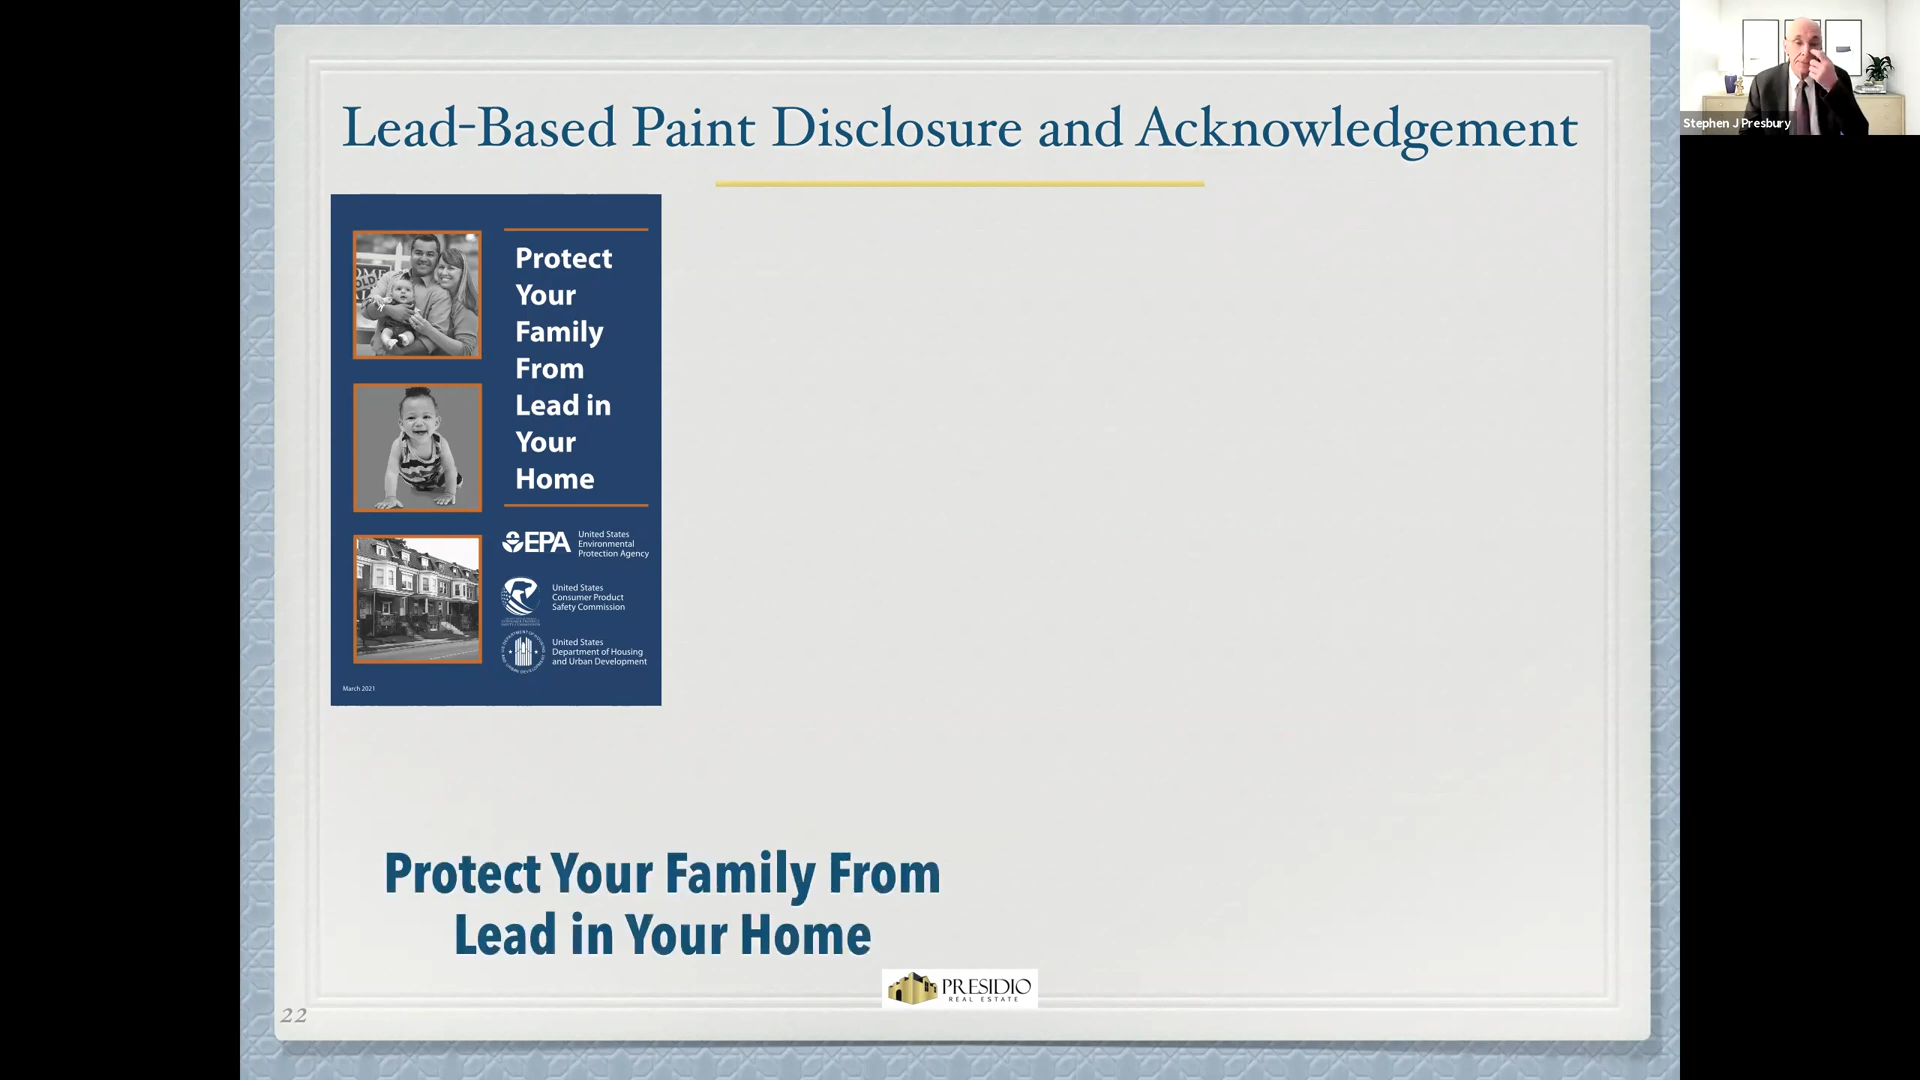 Lead-Based Paint Disclosure and Acknowledgement
Protect
Your
Family
From
Lead in
Your
Home
EPA
United States
Environmental
Protection Agency
United States
Consumer Product
Safety Commission
United States
Department of Housing
and Urban Development
March 2021
Protect Your Family From
Lead in Your Home
PRESIDIO
REAL ESTATE
22
Stephen J Presbury